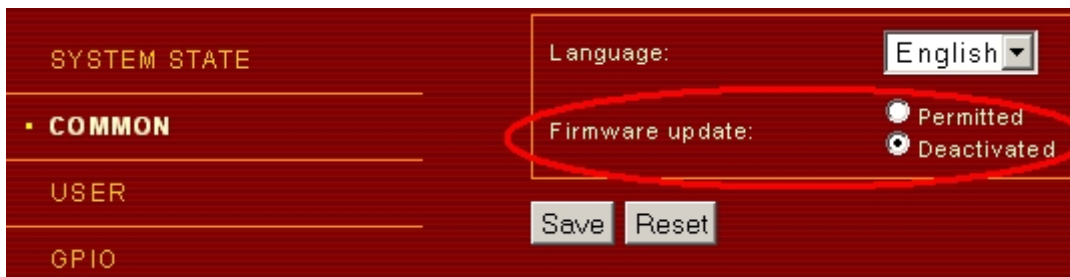 SYSTEM STATE
COMMON
USER
GPIO
Language:
English
Firmware update:
Permitted
Deactivated
Save
Reset